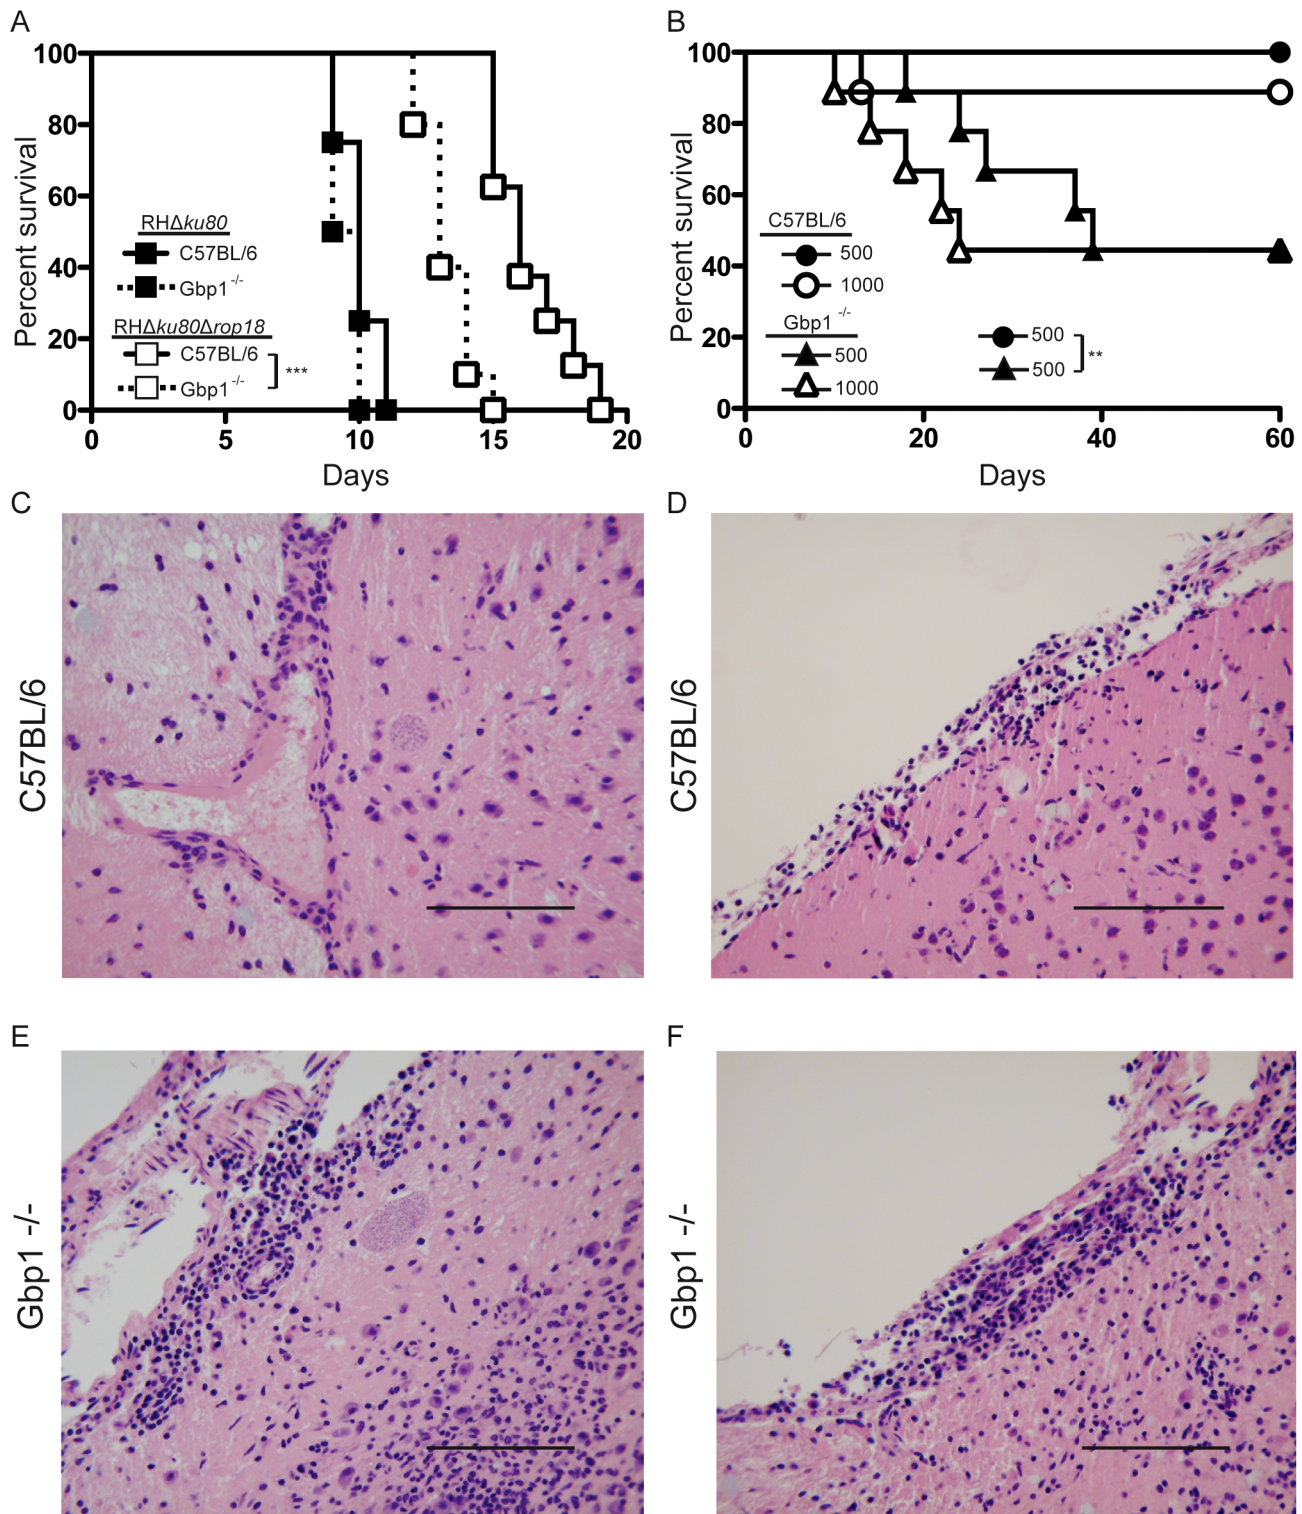 A
100
80
60
40
20
0
Percent survival
RHΔku80
C57BL/6
Gbp1 -/-
RHΔku80Δrop18
C57BL/6
Gbp1 -/-
***
0 5 10 15 20
Days
B
100
80
60
40
20
0
Percent survival
C57BL/6
500
1000
Gbp1 -/-
500
1000
500
500
**
0 20 40 60
Days
C
C57BL/6
D
C57BL/6
E
Gbp1 -/-
F
Gbp1 -/-